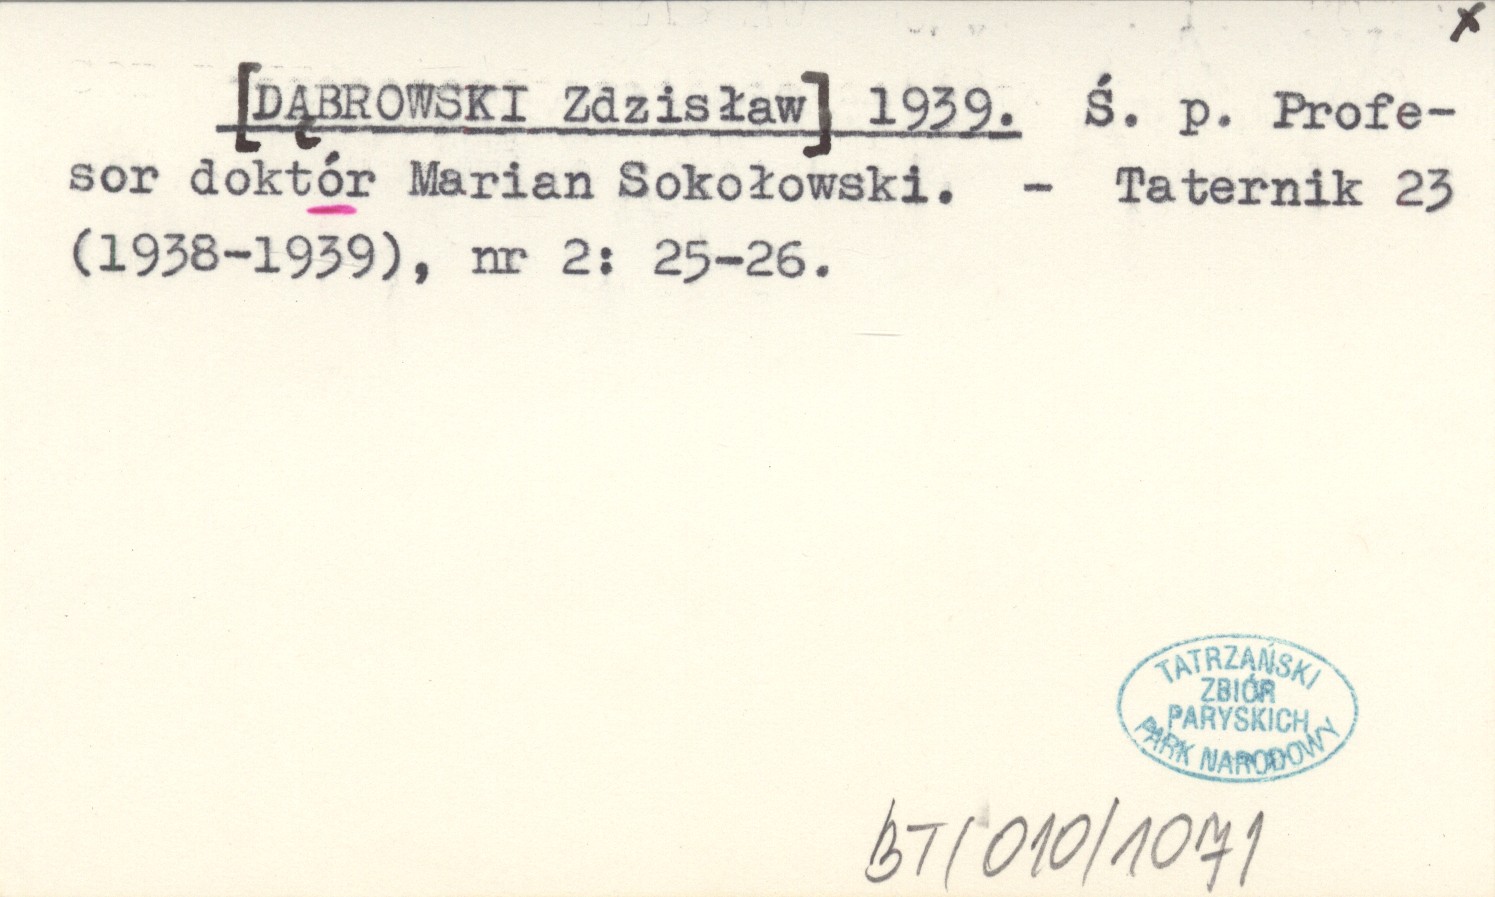 x
[DĄBROWSKI Zdzisław] 1939. Ś. p. Profe-
sor doktór Marian Sokołowski. - Taternik 23
(1938-1939), nr 2: 25-26.
TATRZAŃSKI
ZBIÓR
PARYSKICH
PARK NARODOWY
BT/010/1071